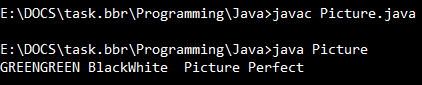 E:\DOCS\task.bbr\Programming\Java>javac Picture.java
E:\DOCS\task.bbr\Programming\Java>java Picture
GREENGREEN BlackWhite  Picture Perfect